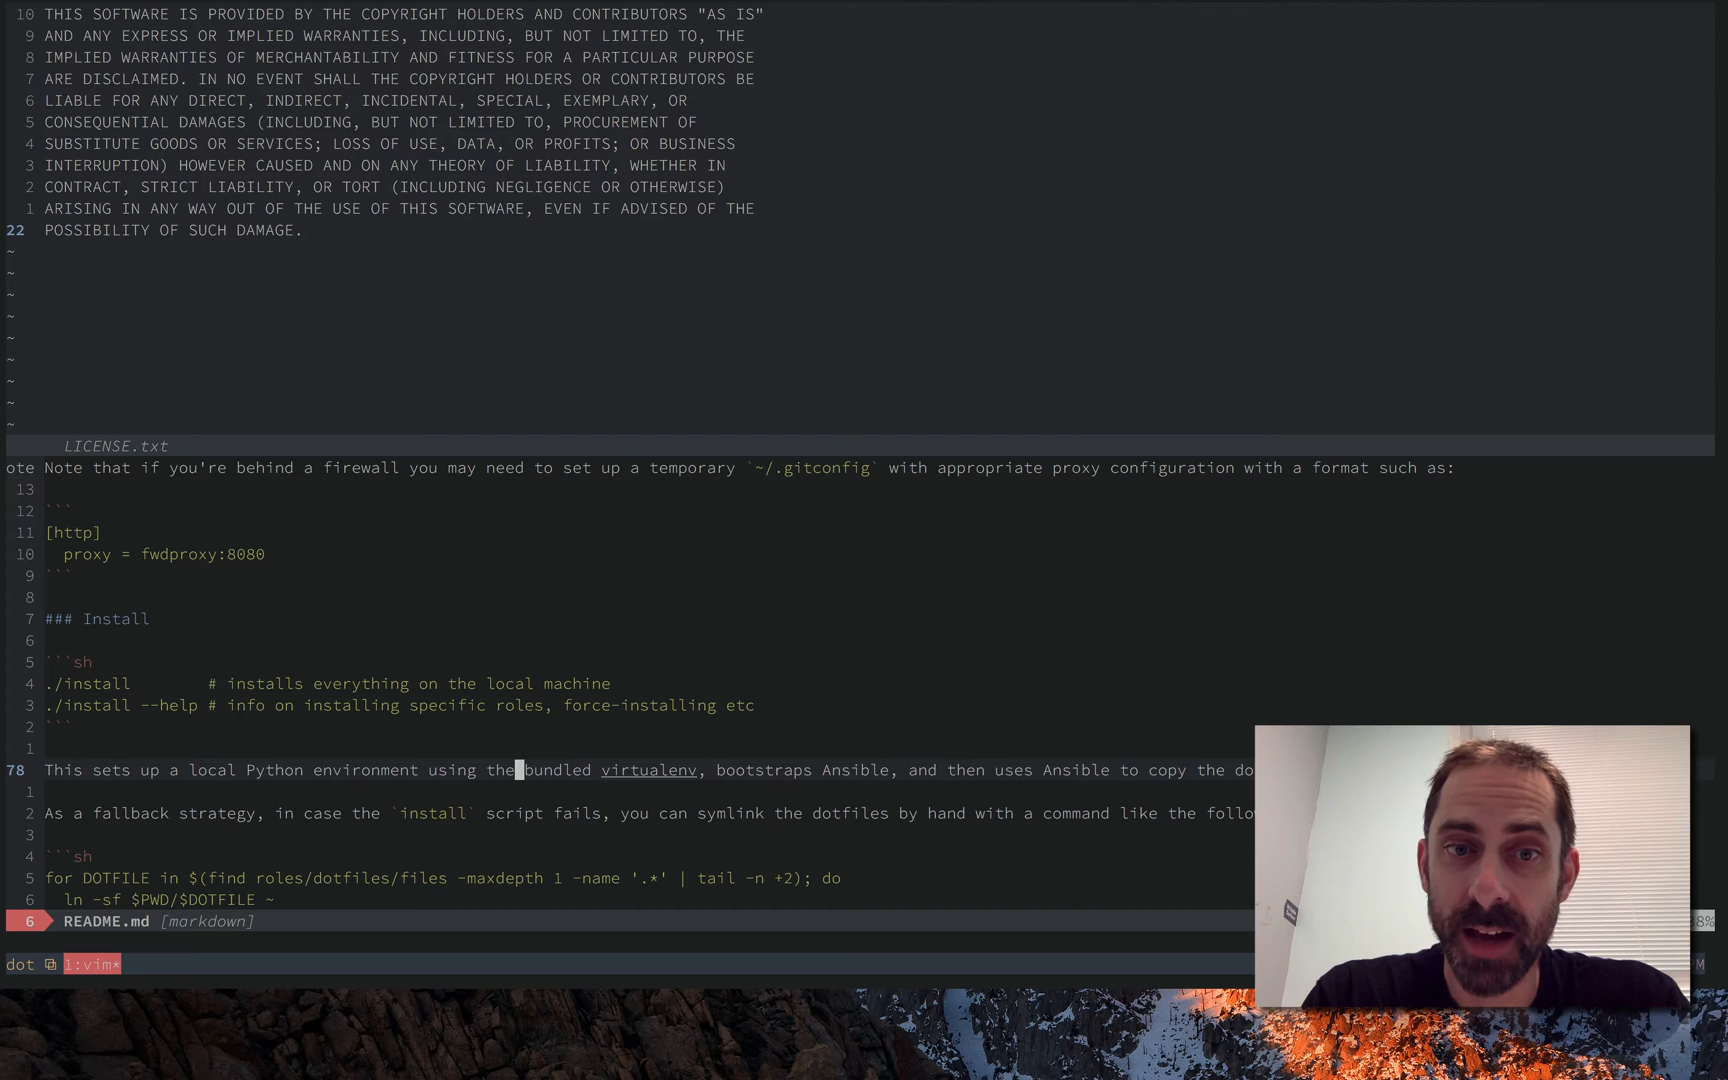 10 THIS SOFTWARE IS PROVIDED BY THE COPYRIGHT HOLDERS AND CONTRIBUTORS "AS IS"
9 AND ANY EXPRESS OR IMPLIED WARRANTIES, INCLUDING, BUT NOT LIMITED TO, THE
8 IMPLIED WARRANTIES OF MERCHANTABILITY AND FITNESS FOR A PARTICULAR PURPOSE
7 ARE DISCLAIMED. IN NO EVENT SHALL THE COPYRIGHT HOLDERS OR CONTRIBUTORS BE
6 LIABLE FOR ANY DIRECT, INDIRECT, INCIDENTAL, SPECIAL, EXEMPLARY, OR
5 CONSEQUENTIAL DAMAGES (INCLUDING, BUT NOT LIMITED TO, PROCUREMENT OF
4 SUBSTITUTE GOODS OR SERVICES; LOSS OF USE, DATA, OR PROFITS; OR BUSINESS
3 INTERRUPTION) HOWEVER CAUSED AND ON ANY THEORY OF LIABILITY, WHETHER IN
2 CONTRACT, STRICT LIABILITY, OR TORT (INCLUDING NEGLIGENCE OR OTHERWISE)
1 ARISING IN ANY WAY OUT OF THE USE OF THIS SOFTWARE, EVEN IF ADVISED OF THE
22 POSSIBILITY OF SUCH DAMAGE.
~
~
~
~
~
~
~
~
~
LICENSE.txt
ote Note that if you're behind a firewall you may need to set up a temporary `~/.gitconfig` with appropriate proxy configuration with a format such as:
13
12 ```
11 [http]
10   proxy = fwdproxy:8080
9 ```
8
7 ### Install
6
5 ```sh
4 ./install        # installs everything on the local machine
3 ./install --help # info on installing specific roles, force-installing etc
2 ```
1
78 This sets up a local Python environment using the bundled virtualenv, bootstraps Ansible, and then uses Ansible to copy the do
1
2 As a fallback strategy, in case the `install` script fails, you can symlink the dotfiles by hand with a command like the follo
3
4 ```sh
5 for DOTFILE in $(find roles/dotfiles/files -maxdepth 1 -name '.*' | tail -n +2); do
6   ln -sf $PWD/$DOTFILE ~
6 README.md [markdown] 8%
dot 1:vim* M